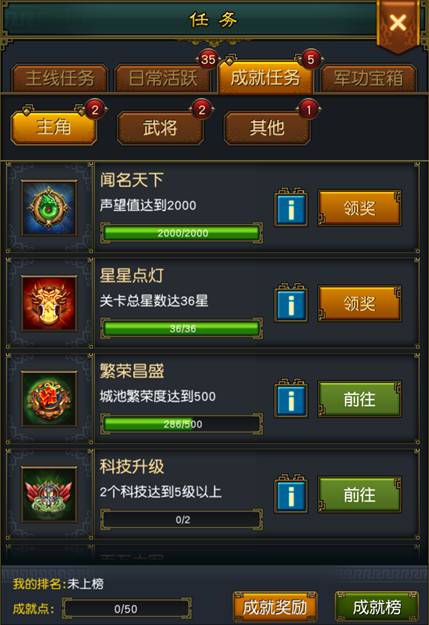 任务
35
5
主线任务
日常活跃
成就任务
军功宝箱
2
2
1
主角
武将
其他
闻名天下
声望值达到2000
2000/2000
领奖
星星点灯
关卡总星数达36星
36/36
领奖
繁荣昌盛
城池繁荣度达到500
286/500
前往
科技升级
2个科技达到5级以上
0/2
前往
我的排名:未上榜
成就点:
0/50
成就奖励
成就榜